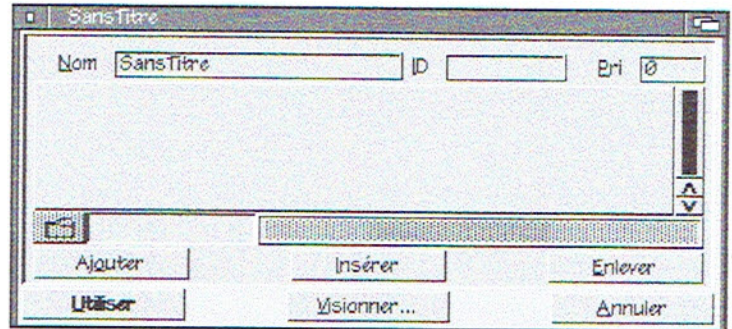 SansTitre
Nom SansTitre ID Pri 0
Ajouter Insérer Enlever
Utiliser Visionner... Annuler